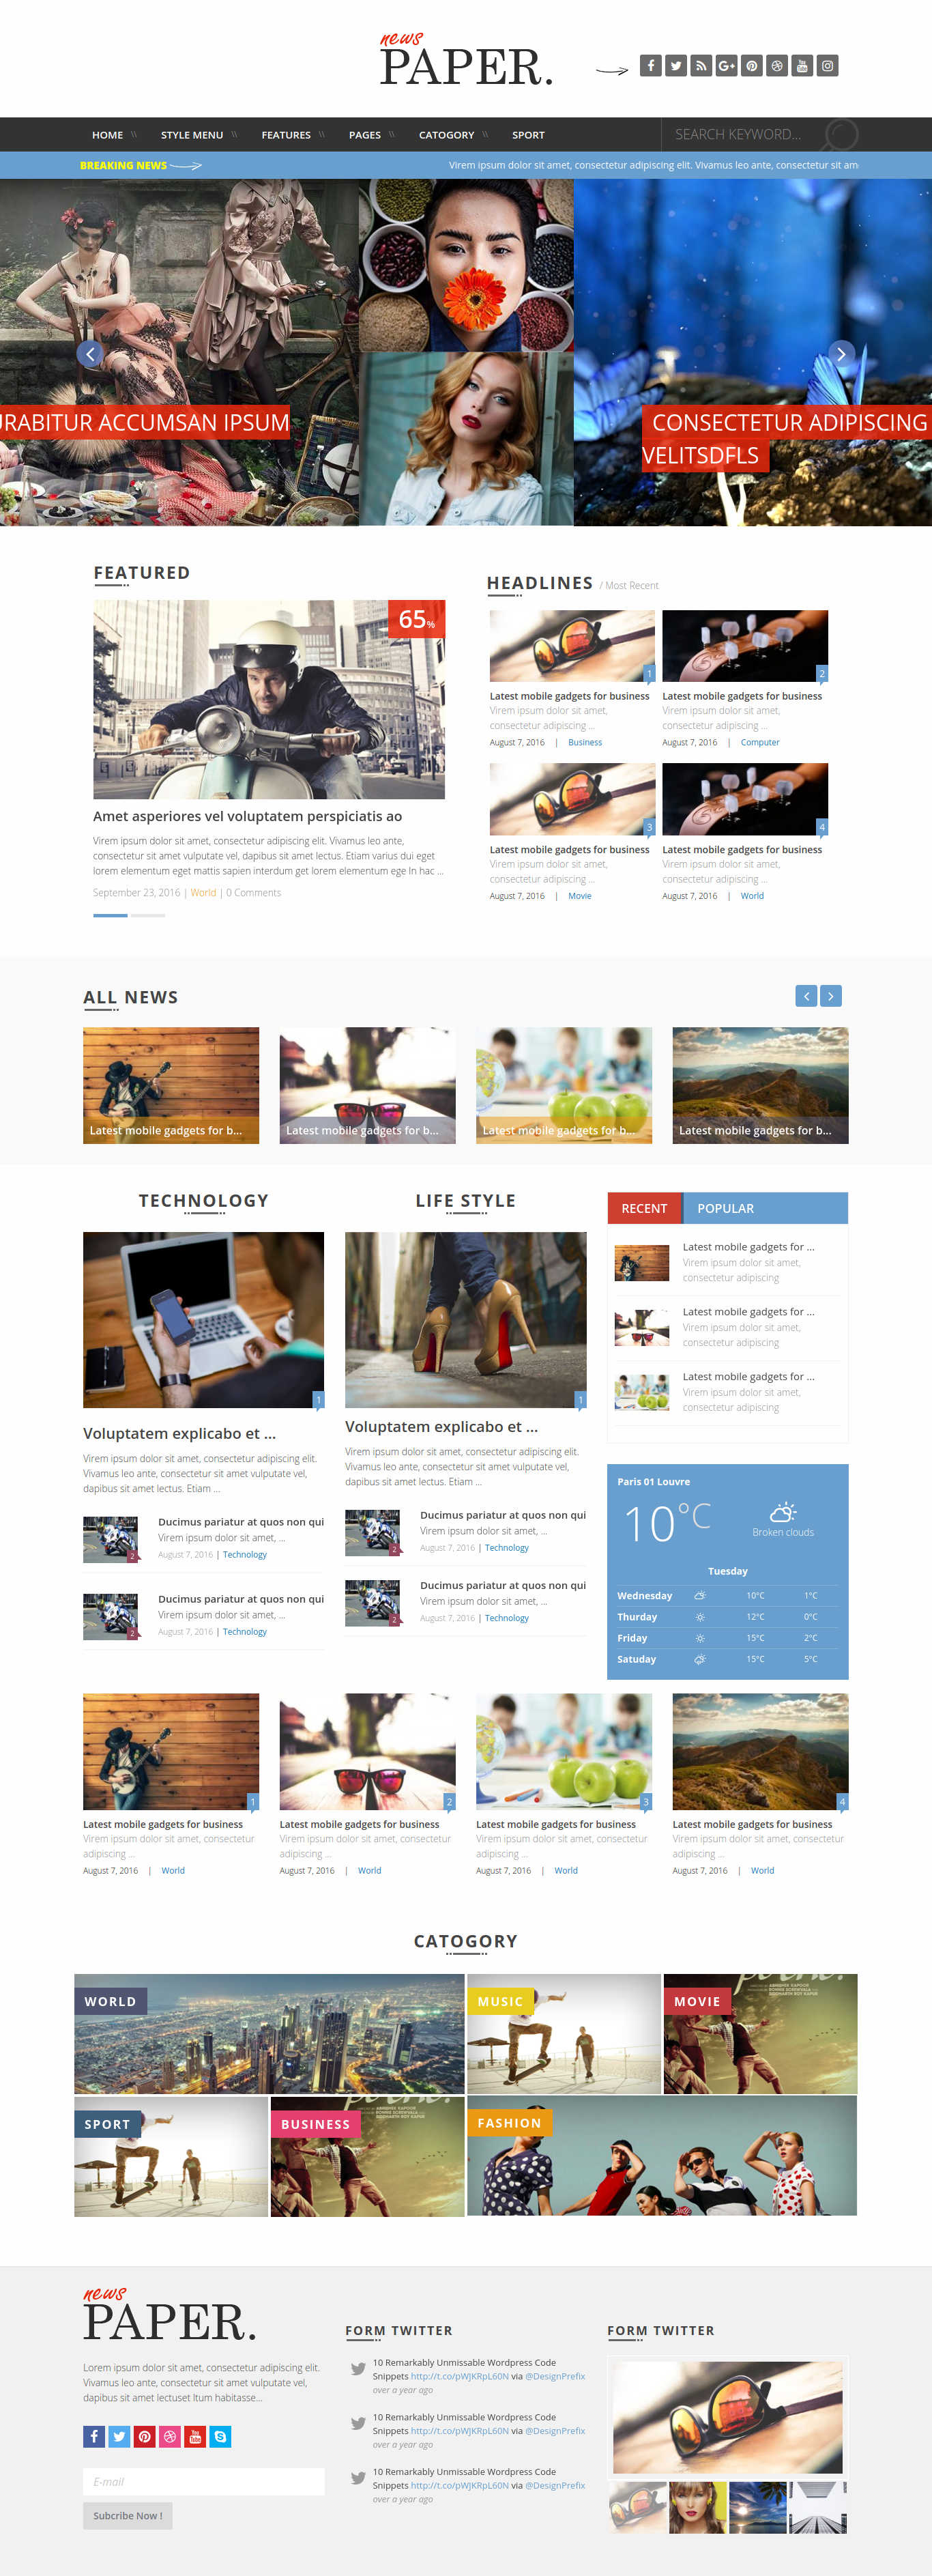 news
PAPER.
HOME \\ STYLE MENU \\ FEATURES \\ PAGES \\ CATOGORY \\ SPORT
SEARCH KEYWORD...
BREAKING NEWS
Virem ipsum dolor sit amet, consectetur adipiscing elit. Vivamus leo ante, consectetur sit am
URABITUR ACCUMSAN IPSUM
CONSECTETUR ADIPISCING
VELITSDFLS
FEATURED
65%
Amet asperiores vel voluptatem perspiciatis ao
Virem ipsum dolor sit amet, consectetur adipiscing elit. Vivamus leo ante,
consectetur sit amet vulputate vel, dapibus sit amet lectus. Etiam varius dui eget
lorem elementum eget mattis sapien interdum get lorem elementum ege In hac ...
September 23, 2016 | World | 0 Comments
HEADLINES / Most Recent
1
Latest mobile gadgets for business
Virem ipsum dolor sit amet,
consectetur adipiscing ...
August 7, 2016 | Business
2
Latest mobile gadgets for business
Virem ipsum dolor sit amet,
consectetur adipiscing ...
August 7, 2016 | Computer
3
Latest mobile gadgets for business
Virem ipsum dolor sit amet,
consectetur adipiscing ...
August 7, 2016 | Movie
4
Latest mobile gadgets for business
Virem ipsum dolor sit amet,
consectetur adipiscing ...
August 7, 2016 | World
ALL NEWS
Latest mobile gadgets for b...
Latest mobile gadgets for b...
Latest mobile gadgets for b...
Latest mobile gadgets for b...
TECHNOLOGY
1
Voluptatem explicabo et ...
Virem ipsum dolor sit amet, consectetur adipiscing elit.
Vivamus leo ante, consectetur sit amet vulputate vel,
dapibus sit amet lectus. Etiam ...
2
Ducimus pariatur at quos non qui
Virem ipsum dolor sit amet, ...
August 7, 2016 | Technology
2
Ducimus pariatur at quos non qui
Virem ipsum dolor sit amet, ...
August 7, 2016 | Technology
LIFE STYLE
1
Voluptatem explicabo et ...
Virem ipsum dolor sit amet, consectetur adipiscing elit.
Vivamus leo ante, consectetur sit amet vulputate vel,
dapibus sit amet lectus. Etiam ...
2
Ducimus pariatur at quos non qui
Virem ipsum dolor sit amet, ...
August 7, 2016 | Technology
2
Ducimus pariatur at quos non qui
Virem ipsum dolor sit amet, ...
August 7, 2016 | Technology
RECENT POPULAR
Latest mobile gadgets for ...
Virem ipsum dolor sit amet,
consectetur adipiscing
Latest mobile gadgets for ...
Virem ipsum dolor sit amet,
consectetur adipiscing
Latest mobile gadgets for ...
Virem ipsum dolor sit amet,
consectetur adipiscing
Paris 01 Louvre
10°C
Broken clouds
Tuesday
Wednesday 10°C 1°C
Thurday 12°C 0°C
Friday 15°C 2°C
Satuday 15°C 5°C
1
Latest mobile gadgets for business
Virem ipsum dolor sit amet, consectetur
adipiscing ...
August 7, 2016 | World
2
Latest mobile gadgets for business
Virem ipsum dolor sit amet, consectetur
adipiscing ...
August 7, 2016 | World
3
Latest mobile gadgets for business
Virem ipsum dolor sit amet, consectetur
adipiscing ...
August 7, 2016 | World
4
Latest mobile gadgets for business
Virem ipsum dolor sit amet, consectetur
adipiscing ...
August 7, 2016 | World
CATOGORY
WORLD
MUSIC
MOVIE
SPORT
BUSINESS
FASHION
news
PAPER.
Lorem ipsum dolor sit amet, consectetur adipiscing elit.
Vivamus leo ante, consectetur sit amet vulputate vel,
dapibus sit amet lectuset Itum habitasse...
E-mail
Subcribe Now !
FORM TWITTER
10 Remarkably Unmissable Wordpress Code
Snippets http://t.co/pWJKRpL60N via @DesignPrefix
over a year ago
10 Remarkably Unmissable Wordpress Code
Snippets http://t.co/pWJKRpL60N via @DesignPrefix
over a year ago
10 Remarkably Unmissable Wordpress Code
Snippets http://t.co/pWJKRpL60N via @DesignPrefix
over a year ago
FORM TWITTER